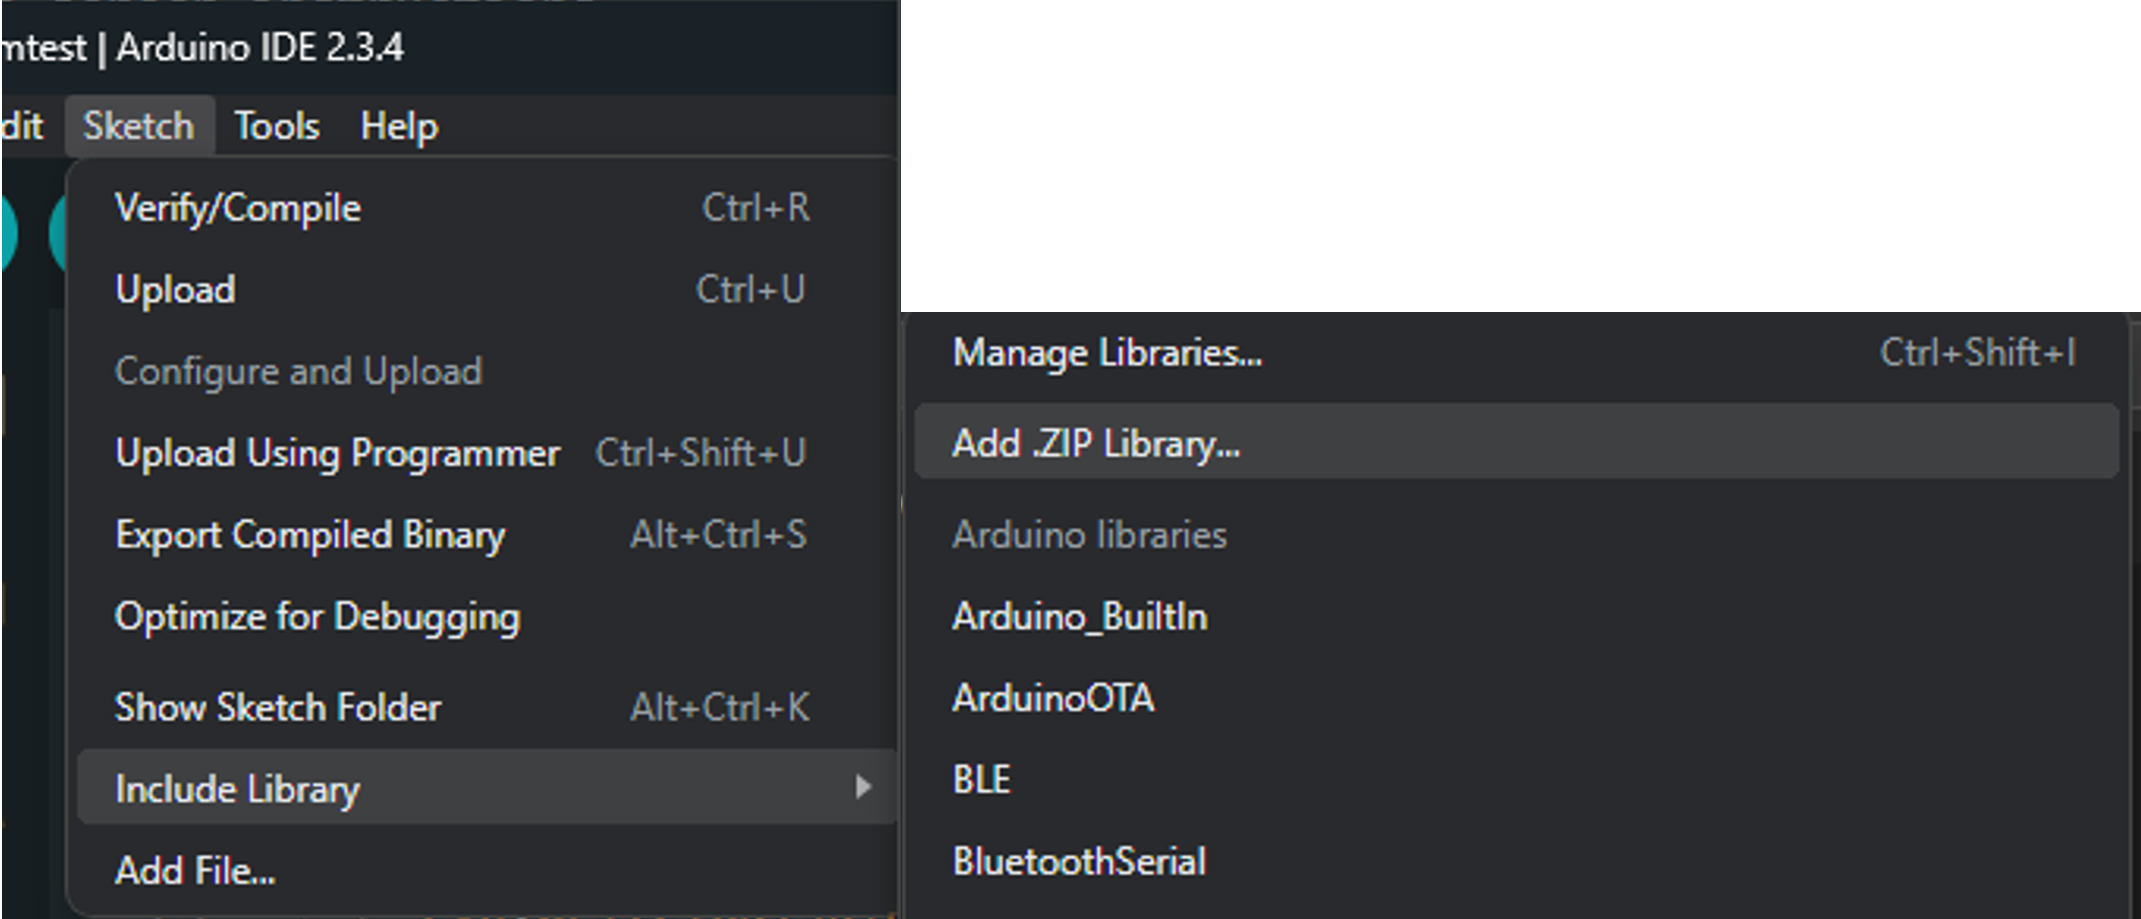 mtest | Arduino IDE 2.3.4
dit Sketch Tools Help
Verify/Compile Ctrl+R
Upload Ctrl+U
Configure and Upload
Upload Using Programmer Ctrl+Shift+U
Export Compiled Binary Alt+Ctrl+S
Optimize for Debugging
Show Sketch Folder Alt+Ctrl+K
Include Library
Add File...
Manage Libraries... Ctrl+Shift+I
Add .ZIP Library...
Arduino libraries
Arduino_BuiltIn
ArduinoOTA
BLE
BluetoothSerial